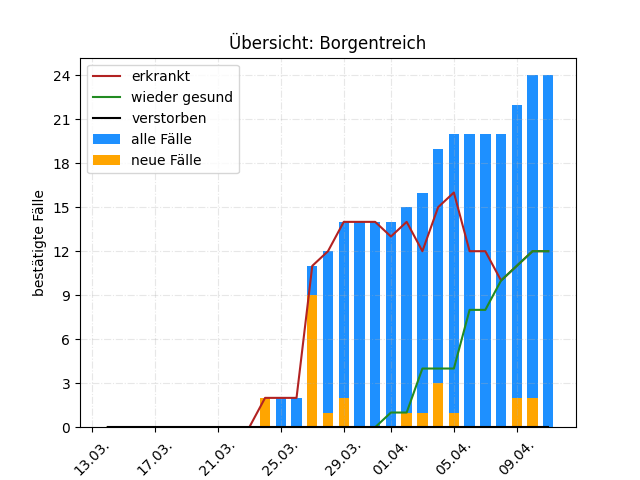 Übersicht: Borgentreich
bestätigte Fälle
24
21
18
15
12
9
6
3
0
erkrankt
wieder gesund
verstorben
alle Fälle
neue Fälle
13.03.
17.03.
21.03.
25.03.
29.03.
01.04.
05.04.
09.04.